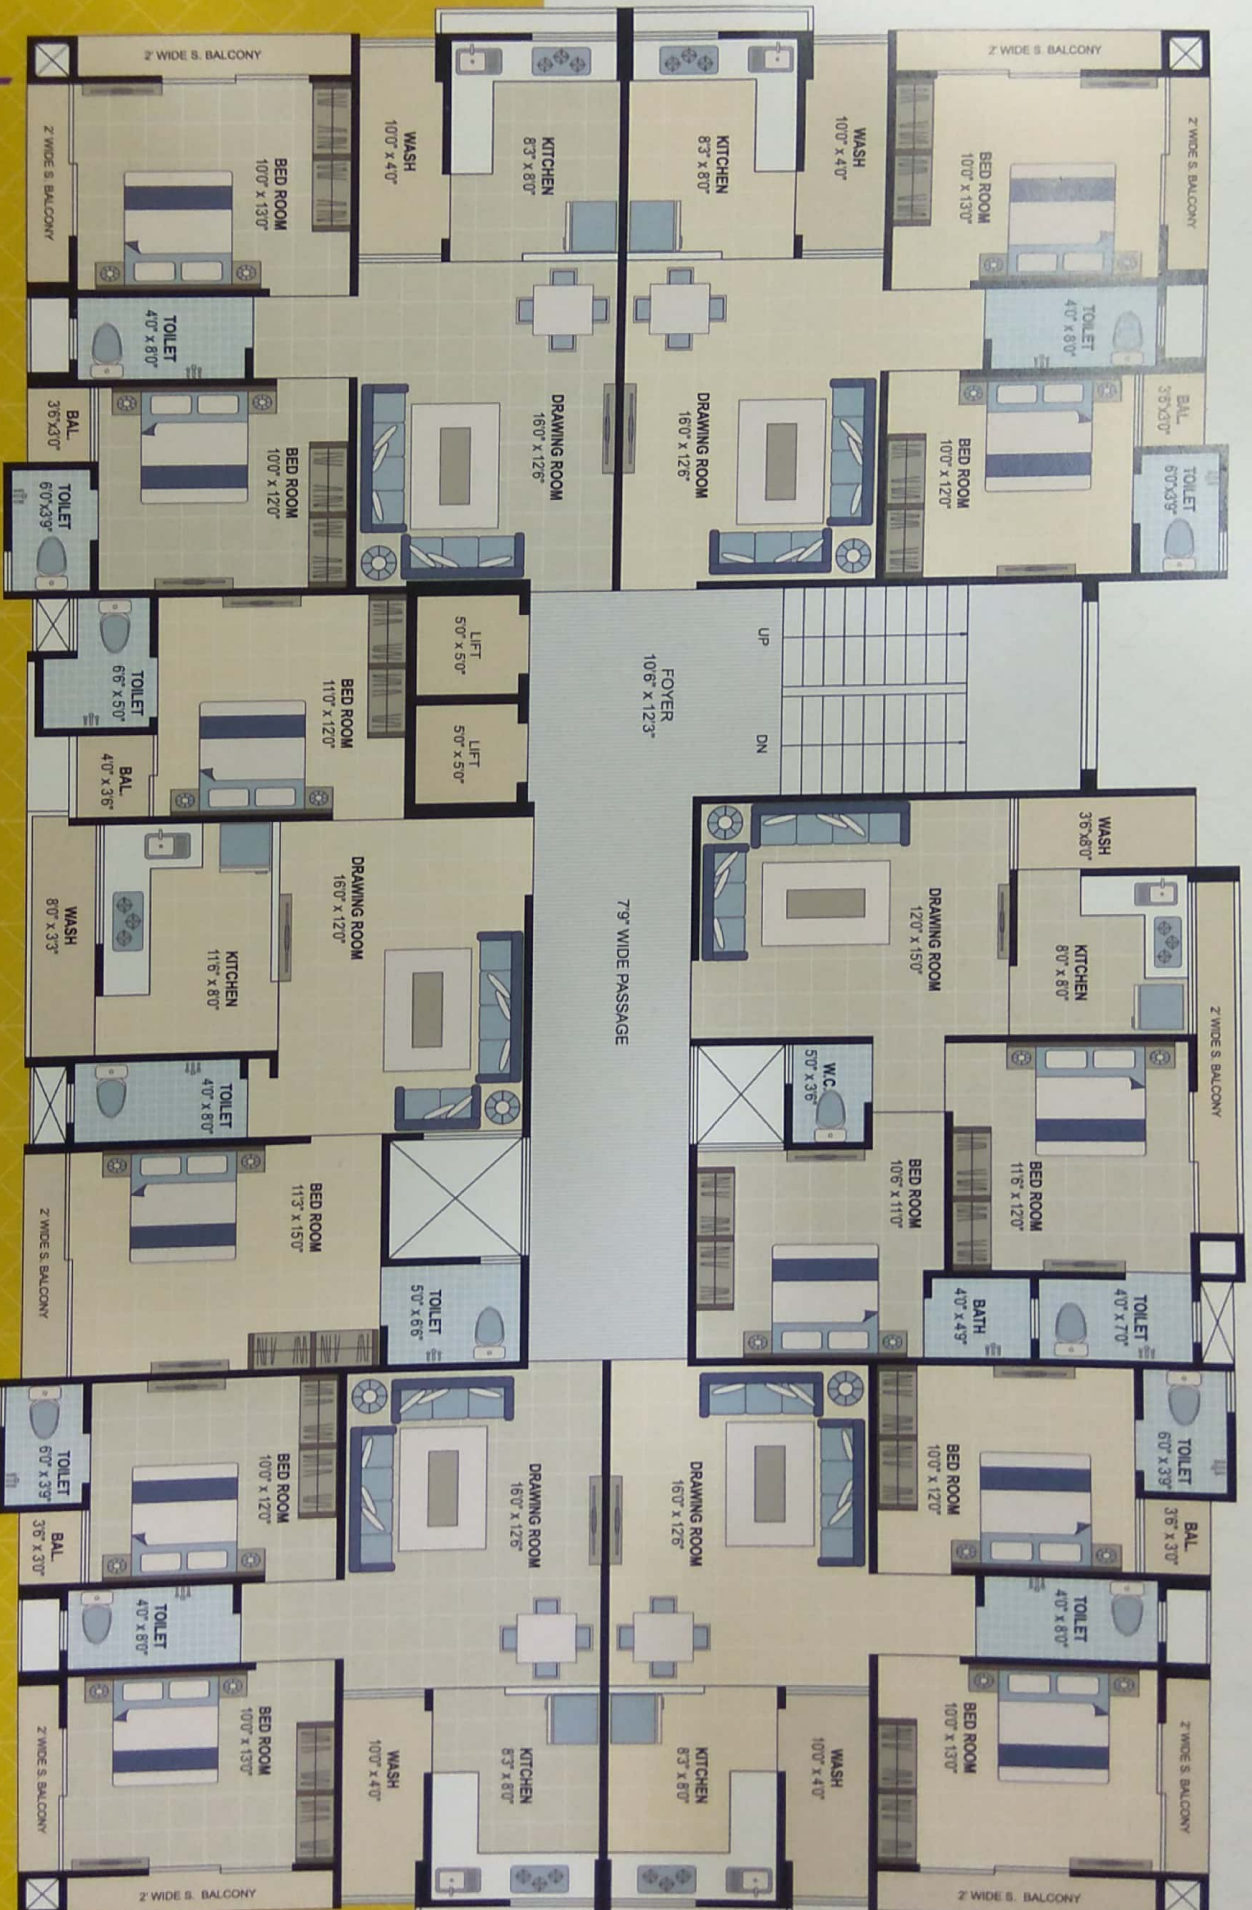 2' WIDE S. BALCONY
2' WIDE S. BALCONY
2' WIDE S. BALCONY
BED ROOM
10'0" x 13'0"
WASH
10'0" x 4'0"
KITCHEN
8'3" x 8'0"
KITCHEN
8'3" x 8'0"
WASH
10'0" x 4'0"
BED ROOM
10'0" x 13'0"
2' WIDE S. BALCONY
TOILET
4'0" x 8'0"
TOILET
4'0" x 8'0"
BAL.
3'6"x3'0"
BED ROOM
10'0" x 12'0"
DRAWING ROOM
16'0" x 12'6"
DRAWING ROOM
16'0" x 12'6"
BED ROOM
10'0" x 12'0"
BAL.
3'6"x3'0"
TOILET
6'0"x3'9"
TOILET
6'0"x3'9"
TOILET
6'6" x 5'0"
BED ROOM
11'0" x 12'0"
LIFT
5'0" x 5'0"
LIFT
5'0" x 5'0"
FOYER
10'6" x 12'3"
UP
DN
BAL.
4'0" x 3'6"
WASH
3'6"x8'0"
DRAWING ROOM
16'0" x 12'0"
7'9" WIDE PASSAGE
DRAWING ROOM
12'0" x 15'0"
WASH
8'0" x 3'3"
KITCHEN
11'6" x 8'0"
KITCHEN
8'0" x 8'0"
2' WIDE S. BALCONY
TOILET
4'0" x 8'0"
W.C.
5'0" x 3'6"
2' WIDE S. BALCONY
BED ROOM
11'3" x 15'0"
BED ROOM
10'6" x 11'0"
BED ROOM
11'6" x 12'0"
TOILET
5'0" x 6'6"
BATH
4'0" x 4'9"
TOILET
4'0" x 7'0"
TOILET
6'0" x 3'9"
BED ROOM
10'0" x 12'0"
DRAWING ROOM
16'0" x 12'6"
DRAWING ROOM
16'0" x 12'6"
BED ROOM
10'0" x 12'0"
TOILET
6'0" x 3'9"
BAL.
3'6" x 3'0"
BAL.
3'6" x 3'0"
TOILET
4'0" x 8'0"
TOILET
4'0" x 8'0"
2' WIDE S. BALCONY
BED ROOM
10'0" x 13'0"
WASH
10'0" x 4'0"
KITCHEN
8'3" x 8'0"
KITCHEN
8'3" x 8'0"
WASH
10'0" x 4'0"
BED ROOM
10'0" x 13'0"
2' WIDE S. BALCONY
2' WIDE S. BALCONY
2' WIDE S. BALCONY